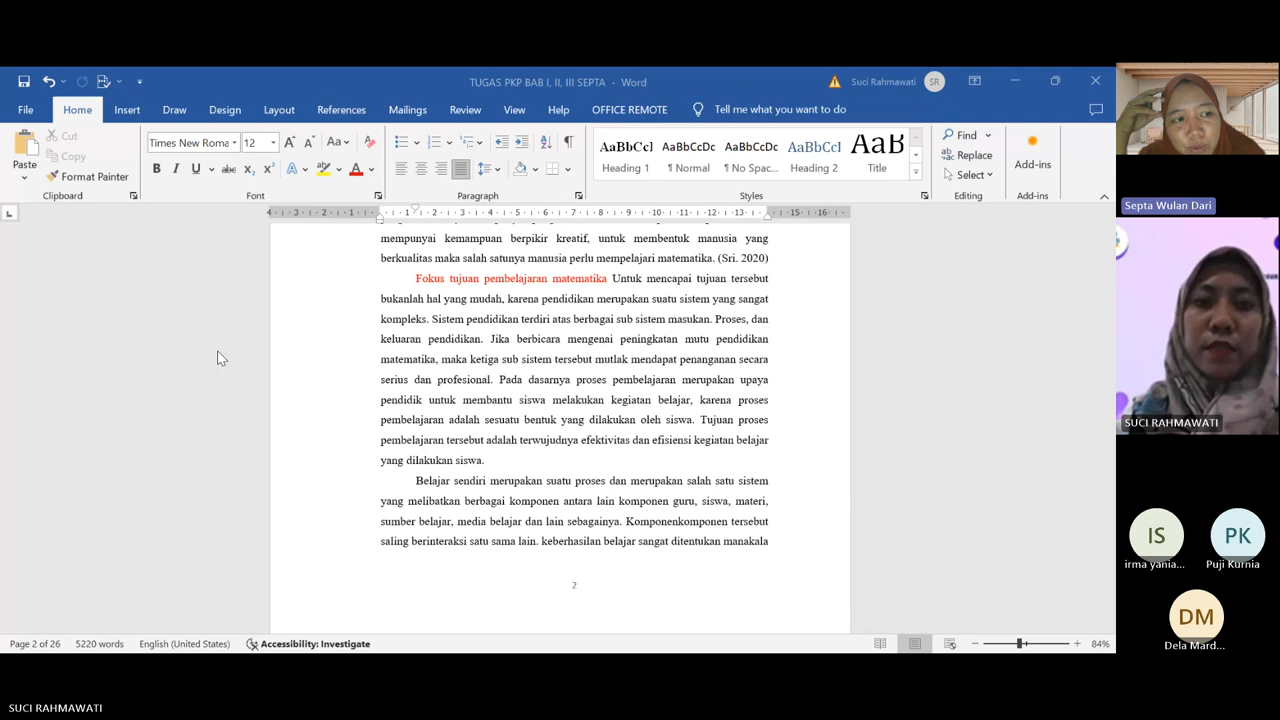 TUGAS PKP BAB I, II, III SEPTA - Word
Suci Rahmawati
SR
File
Home
Insert
Draw
Design
Layout
References
Mailings
Review
View
Help
OFFICE REMOTE
Tell me what you want to do
Paste
Cut
Copy
Format Painter
Clipboard
Times New Roma
12
Font
Paragraph
AaBbCcI
Heading 1
AaBbCcDc
¶ Normal
AaBbCcDc
¶ No Spac...
AaBbCcI
Heading 2
AaB
Title
Styles
Find
Replace
Select
Editing
Add-ins
Add-ins
mempunyai kemampuan berpikir kreatif, untuk membentuk manusia yang
berkualitas maka salah satunya manusia perlu mempelajari matematika. (Sri. 2020)
Fokus tujuan pembelajaran matematika Untuk mencapai tujuan tersebut
bukanlah hal yang mudah, karena pendidikan merupakan suatu sistem yang sangat
kompleks. Sistem pendidikan terdiri atas berbagai sub sistem masukan. Proses, dan
keluaran pendidikan. Jika berbicara mengenai peningkatan mutu pendidikan
matematika, maka ketiga sub sistem tersebut mutlak mendapat penanganan secara
serius dan profesional. Pada dasarnya proses pembelajaran merupakan upaya
pendidik untuk membantu siswa melakukan kegiatan belajar, karena proses
pembelajaran adalah sesuatu bentuk yang dilakukan oleh siswa. Tujuan proses
pembelajaran tersebut adalah terwujudnya efektivitas dan efisiensi kegiatan belajar
yang dilakukan siswa.
Belajar sendiri merupakan suatu proses dan merupakan salah satu sistem
yang melibatkan berbagai komponen antara lain komponen guru, siswa, materi,
sumber belajar, media belajar dan lain sebagainya. Komponenkomponen tersebut
saling berinteraksi satu sama lain. keberhasilan belajar sangat ditentukan manakala
2
Page 2 of 26
5220 words
English (United States)
Accessibility: Investigate
84%
Septa Wulan Dari
SUCI RAHMAWATI
IS
irma yania...
PK
Puji Kurnia
DM
Dela Mard...
SUCI RAHMAWATI